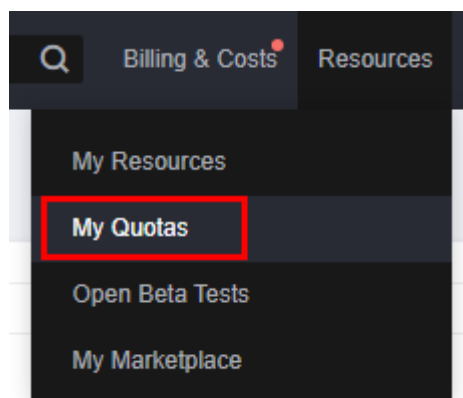 Billing & Costs Resources
My Resources
My Quotas
Open Beta Tests
My Marketplace